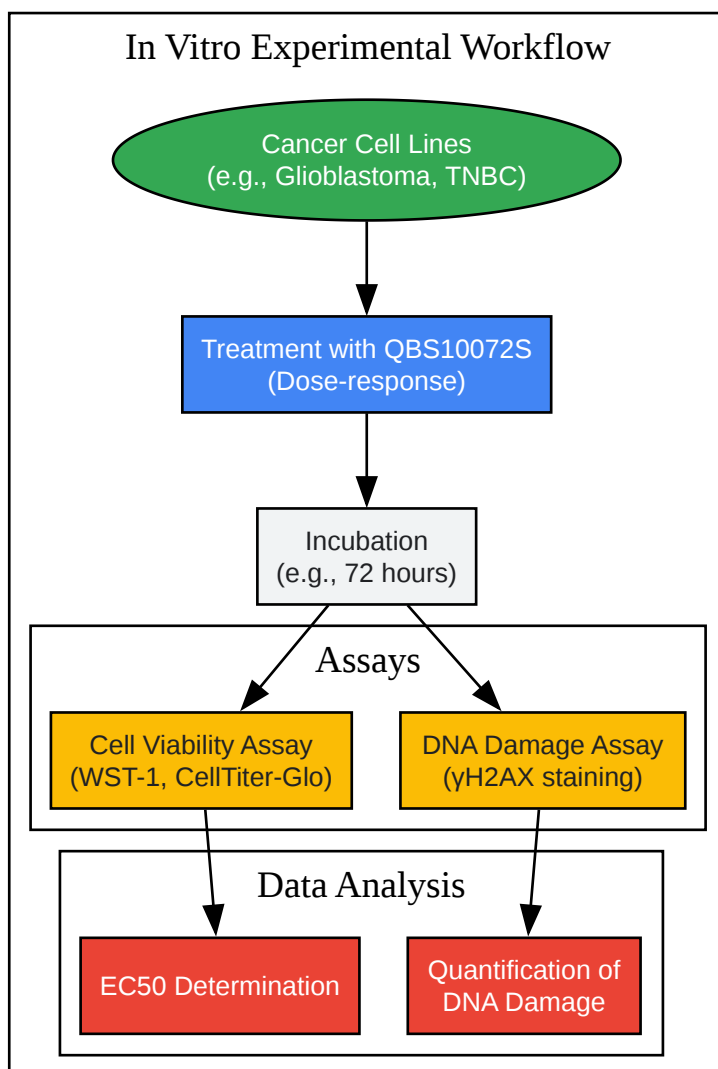 In Vitro Experimental Workflow
Cancer Cell Lines
(e.g., Glioblastoma, TNBC)
Treatment with QBS10072S
(Dose-response)
Incubation
(e.g., 72 hours)
Assays
Cell Viability Assay
(WST-1, CellTiter-Glo)
DNA Damage Assay
(γH2AX staining)
Data Analysis
EC50 Determination
Quantification of
DNA Damage